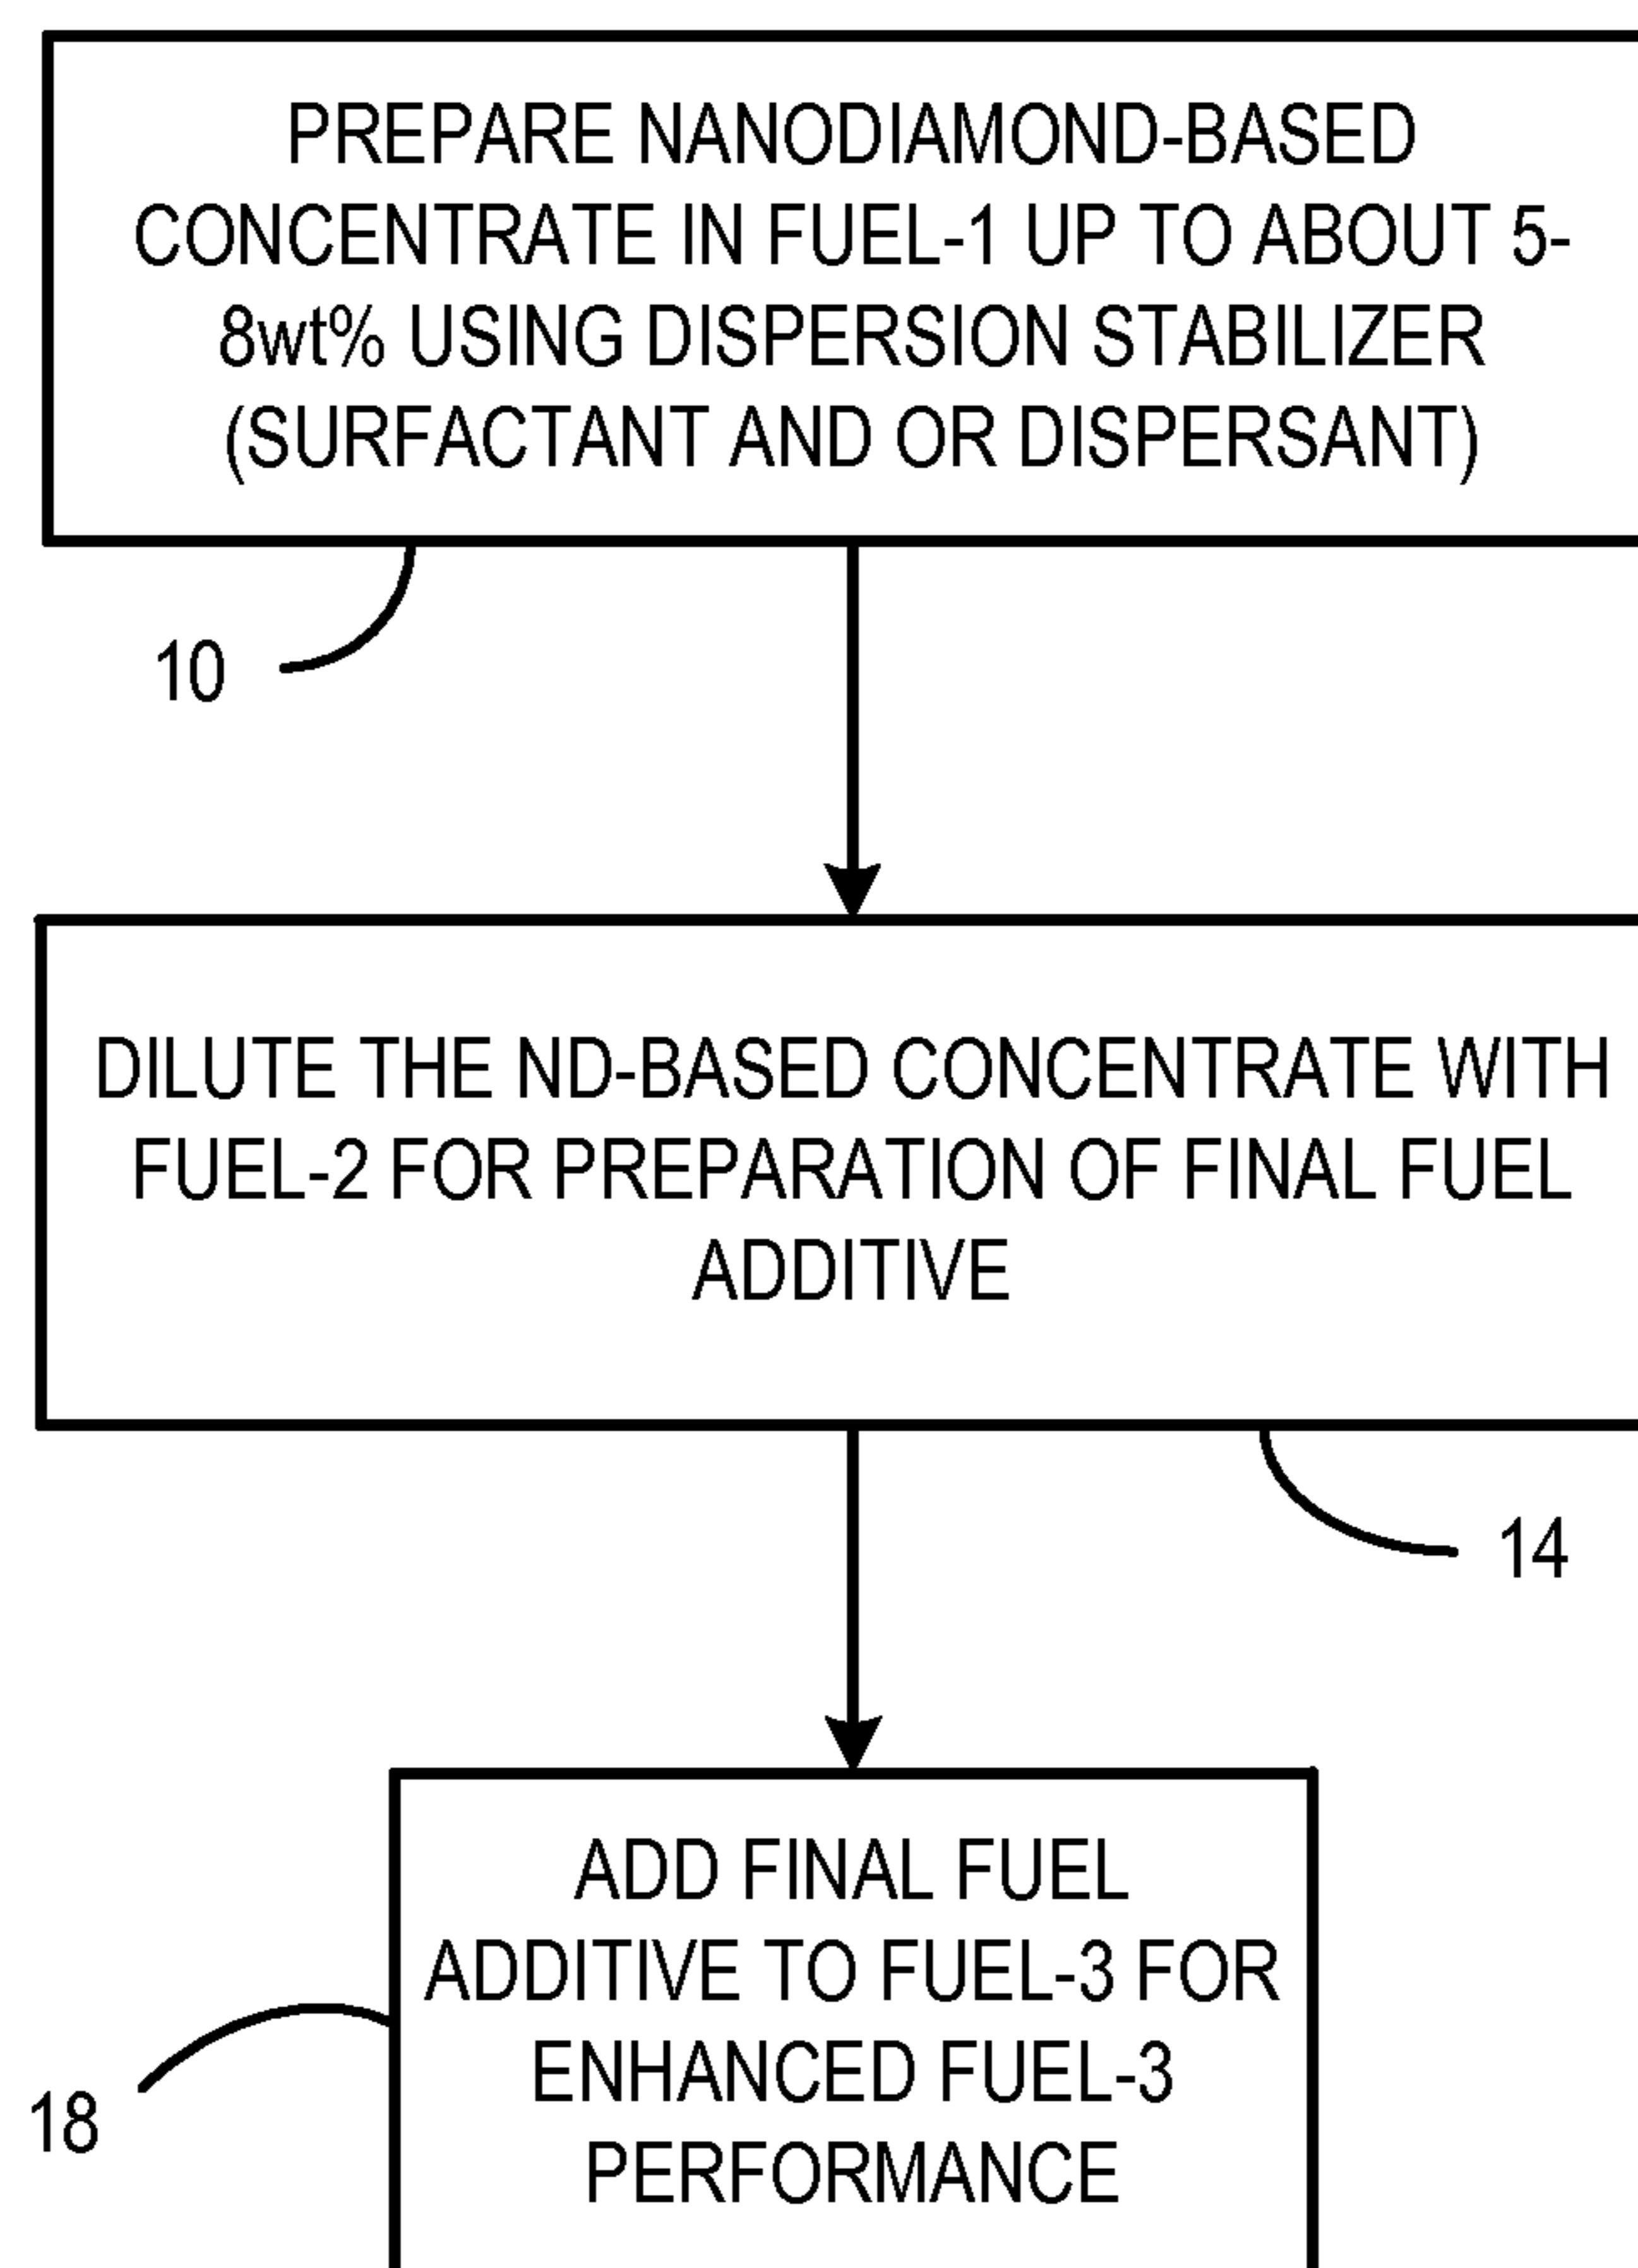 PREPARE NANODIAMOND-BASED
CONCENTRATE IN FUEL-1 UP TO ABOUT 5-
8wt% USING DISPERSION STABILIZER
(SURFACTANT AND OR DISPERSANT)
10
DILUTE THE ND-BASED CONCENTRATE WITH
FUEL-2 FOR PREPARATION OF FINAL FUEL
ADDITIVE
14
ADD FINAL FUEL
ADDITIVE TO FUEL-3 FOR
ENHANCED FUEL-3
PERFORMANCE
18